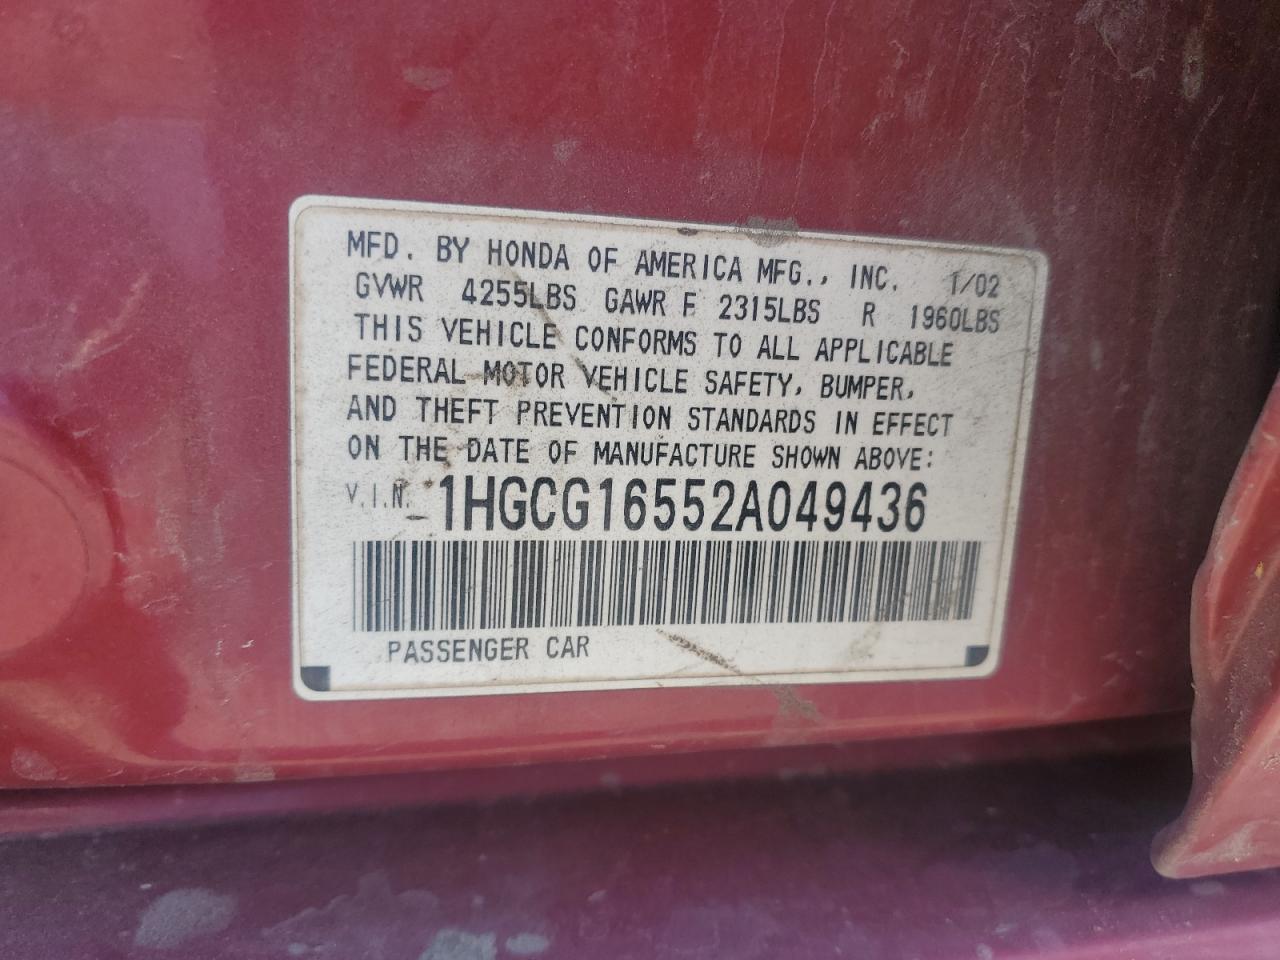 MFD. BY HONDA OF AMERICA MFG., INC. 1/02
GVWR 4255LBS GAWR F 2315LBS R 1960LBS
THIS VEHICLE CONFORMS TO ALL APPLICABLE
FEDERAL MOTOR VEHICLE SAFETY, BUMPER,
AND THEFT PREVENTION STANDARDS IN EFFECT
ON THE DATE OF MANUFACTURE SHOWN ABOVE:
V.I.N. 1HGCG16552A049436
PASSENGER CAR